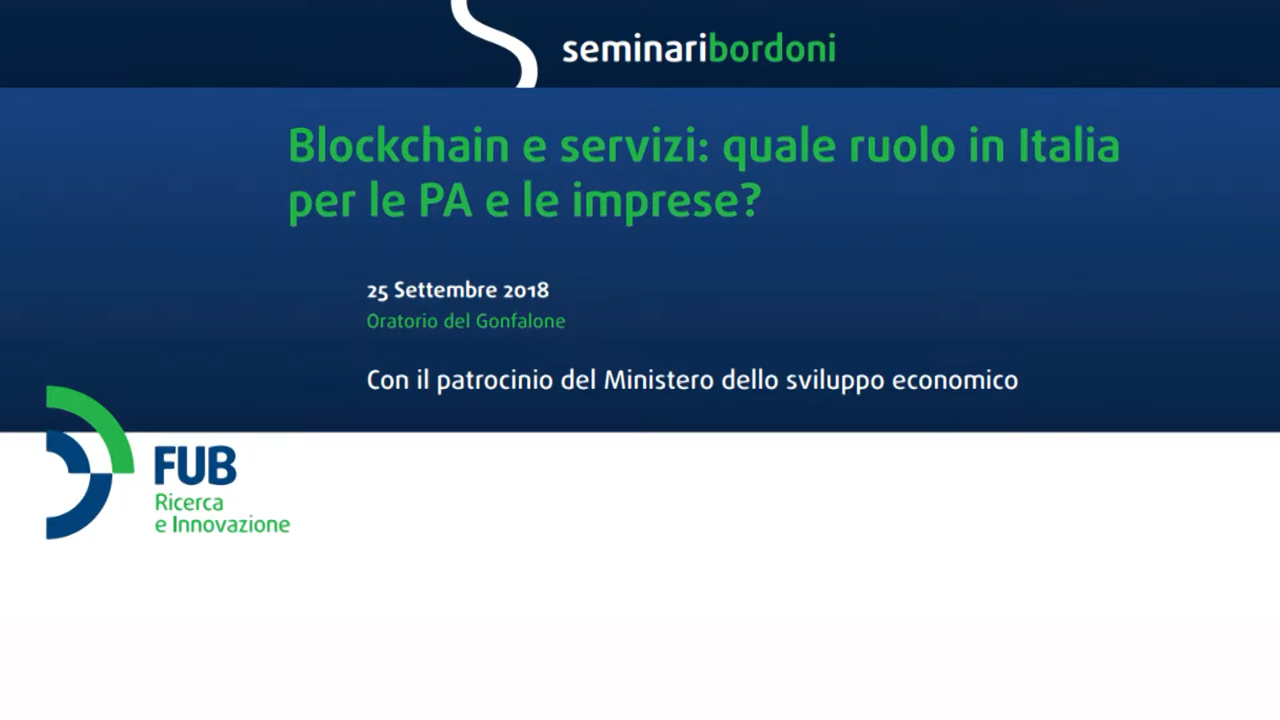 seminaribordoni
Blockchain e servizi: quale ruolo in Italia
per le PA e le imprese?
25 Settembre 2018
Oratorio del Gonfalone
Con il patrocinio del Ministero dello sviluppo economico
FUB
Ricerca
e Innovazione